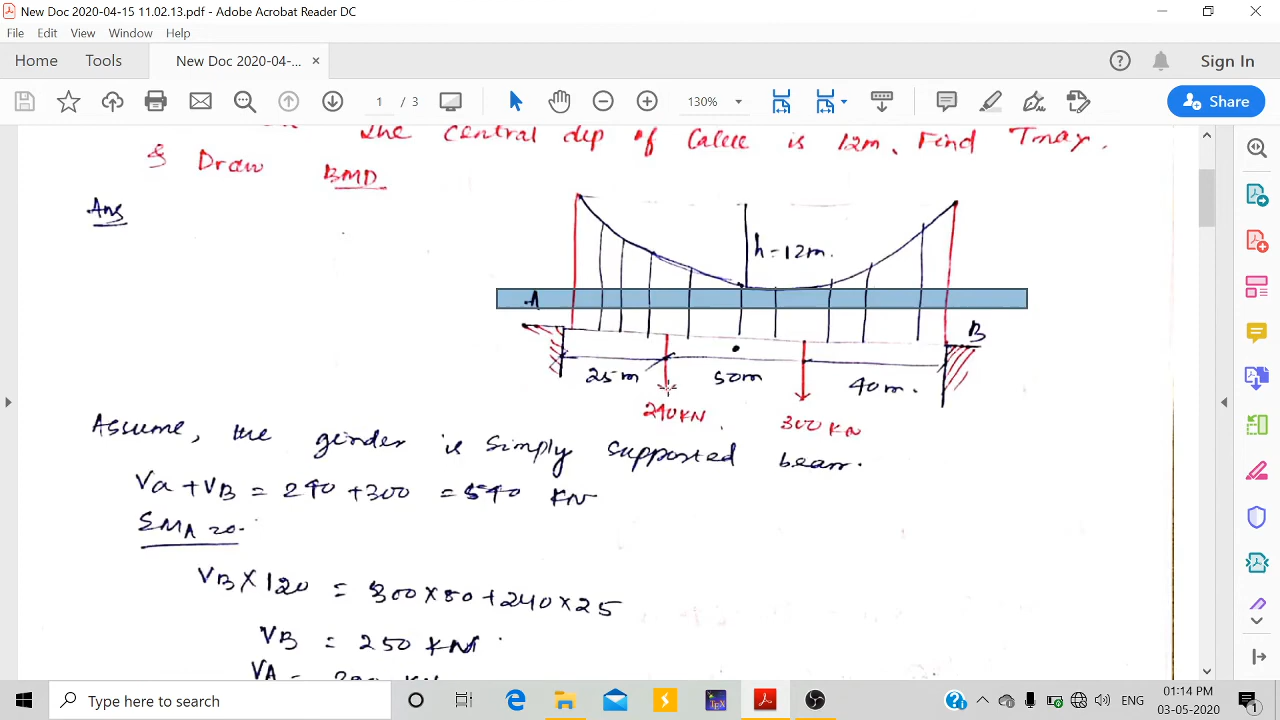 New Doc 2020-04-15 11.02.13.pdf - Adobe Acrobat Reader DC
File Edit View Window Help
Home Tools New Doc 2020-04-... × Sign In
1 / 3 130% Share
The central dip of Cable is 12m. Find Tmax.
& Draw BMD
Ans
h=12m.
A
B
25m 50m 40m.
240KN 300KN
Assume, the girder is simply supported beam.
Va + VB = 240 +300 = 540 KN
ΣMA =0.
VB × 120 = 300×80 +240×25
VB = 250 KN
VA =
Type here to search
ENG
01:14 PM
03-05-2020
1